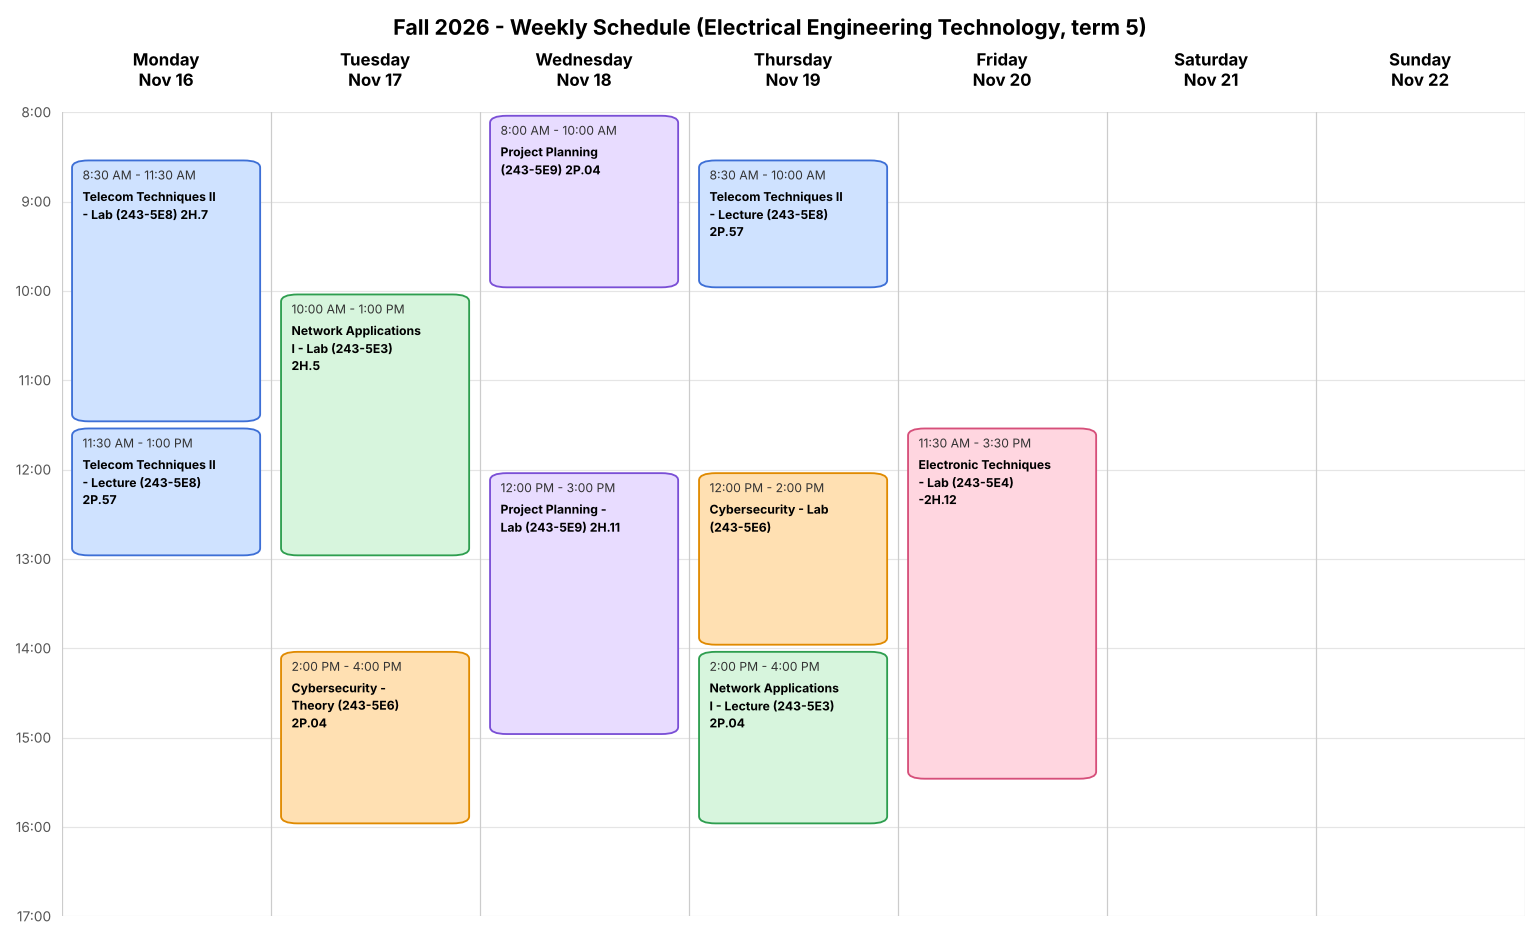 Fall 2026 - Weekly Schedule (Electrical Engineering Technology, term 5)
Monday
Nov 16
Tuesday
Nov 17
Wednesday
Nov 18
Thursday
Nov 19
Friday
Nov 20
Saturday
Nov 21
Sunday
Nov 22
8:00
9:00
10:00
11:00
12:00
13:00
14:00
15:00
16:00
17:00
8:30 AM - 11:30 AM
Telecom Techniques II
- Lab (243-5E8) 2H.7
11:30 AM - 1:00 PM
Telecom Techniques II
- Lecture (243-5E8)
2P.57
10:00 AM - 1:00 PM
Network Applications
I - Lab (243-5E3)
2H.5
2:00 PM - 4:00 PM
Cybersecurity -
Theory (243-5E6)
2P.04
8:00 AM - 10:00 AM
Project Planning
(243-5E9) 2P.04
12:00 PM - 3:00 PM
Project Planning -
Lab (243-5E9) 2H.11
8:30 AM - 10:00 AM
Telecom Techniques II
- Lecture (243-5E8)
2P.57
12:00 PM - 2:00 PM
Cybersecurity - Lab
(243-5E6)
2:00 PM - 4:00 PM
Network Applications
I - Lecture (243-5E3)
2P.04
11:30 AM - 3:30 PM
Electronic Techniques
- Lab (243-5E4)
-2H.12